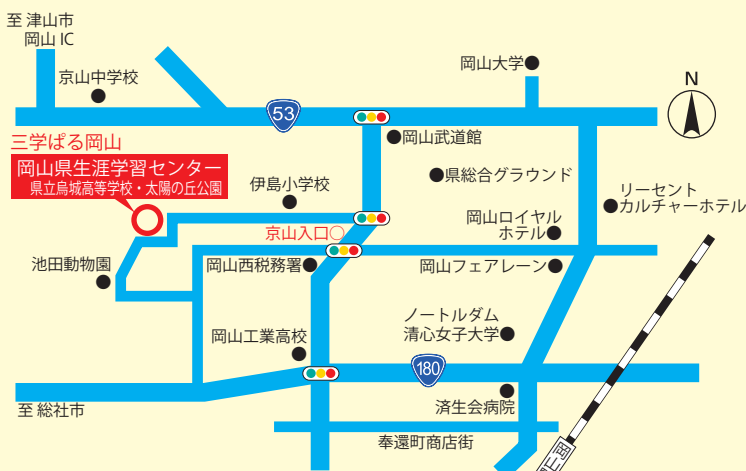 至 津山市
岡山 IC
京山中学校
岡山大学
N
53
三学ぱる岡山
岡山県生涯学習センター
県立烏城高等学校・太陽の丘公園
岡山武道館
伊島小学校
県総合グラウンド
リーセント
カルチャーホテル
岡山ロイヤル
ホテル
京山入口
池田動物園
岡山西税務署
岡山フェアレーン
ノートルダム
清心女子大学
岡山工業高校
180
至 総社市
済生会病院
奉還町商店街